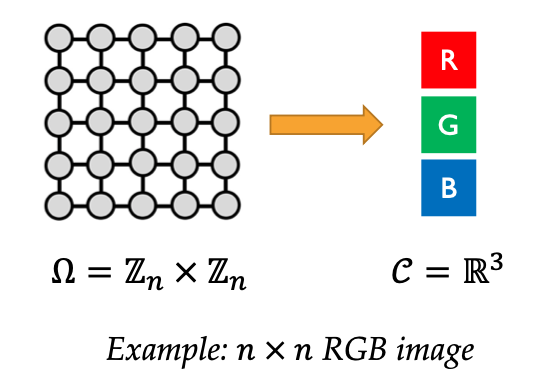 R
G
B
Ω = ℤₙ × ℤₙ
𝒞 = ℝ³
Example: n × n RGB image